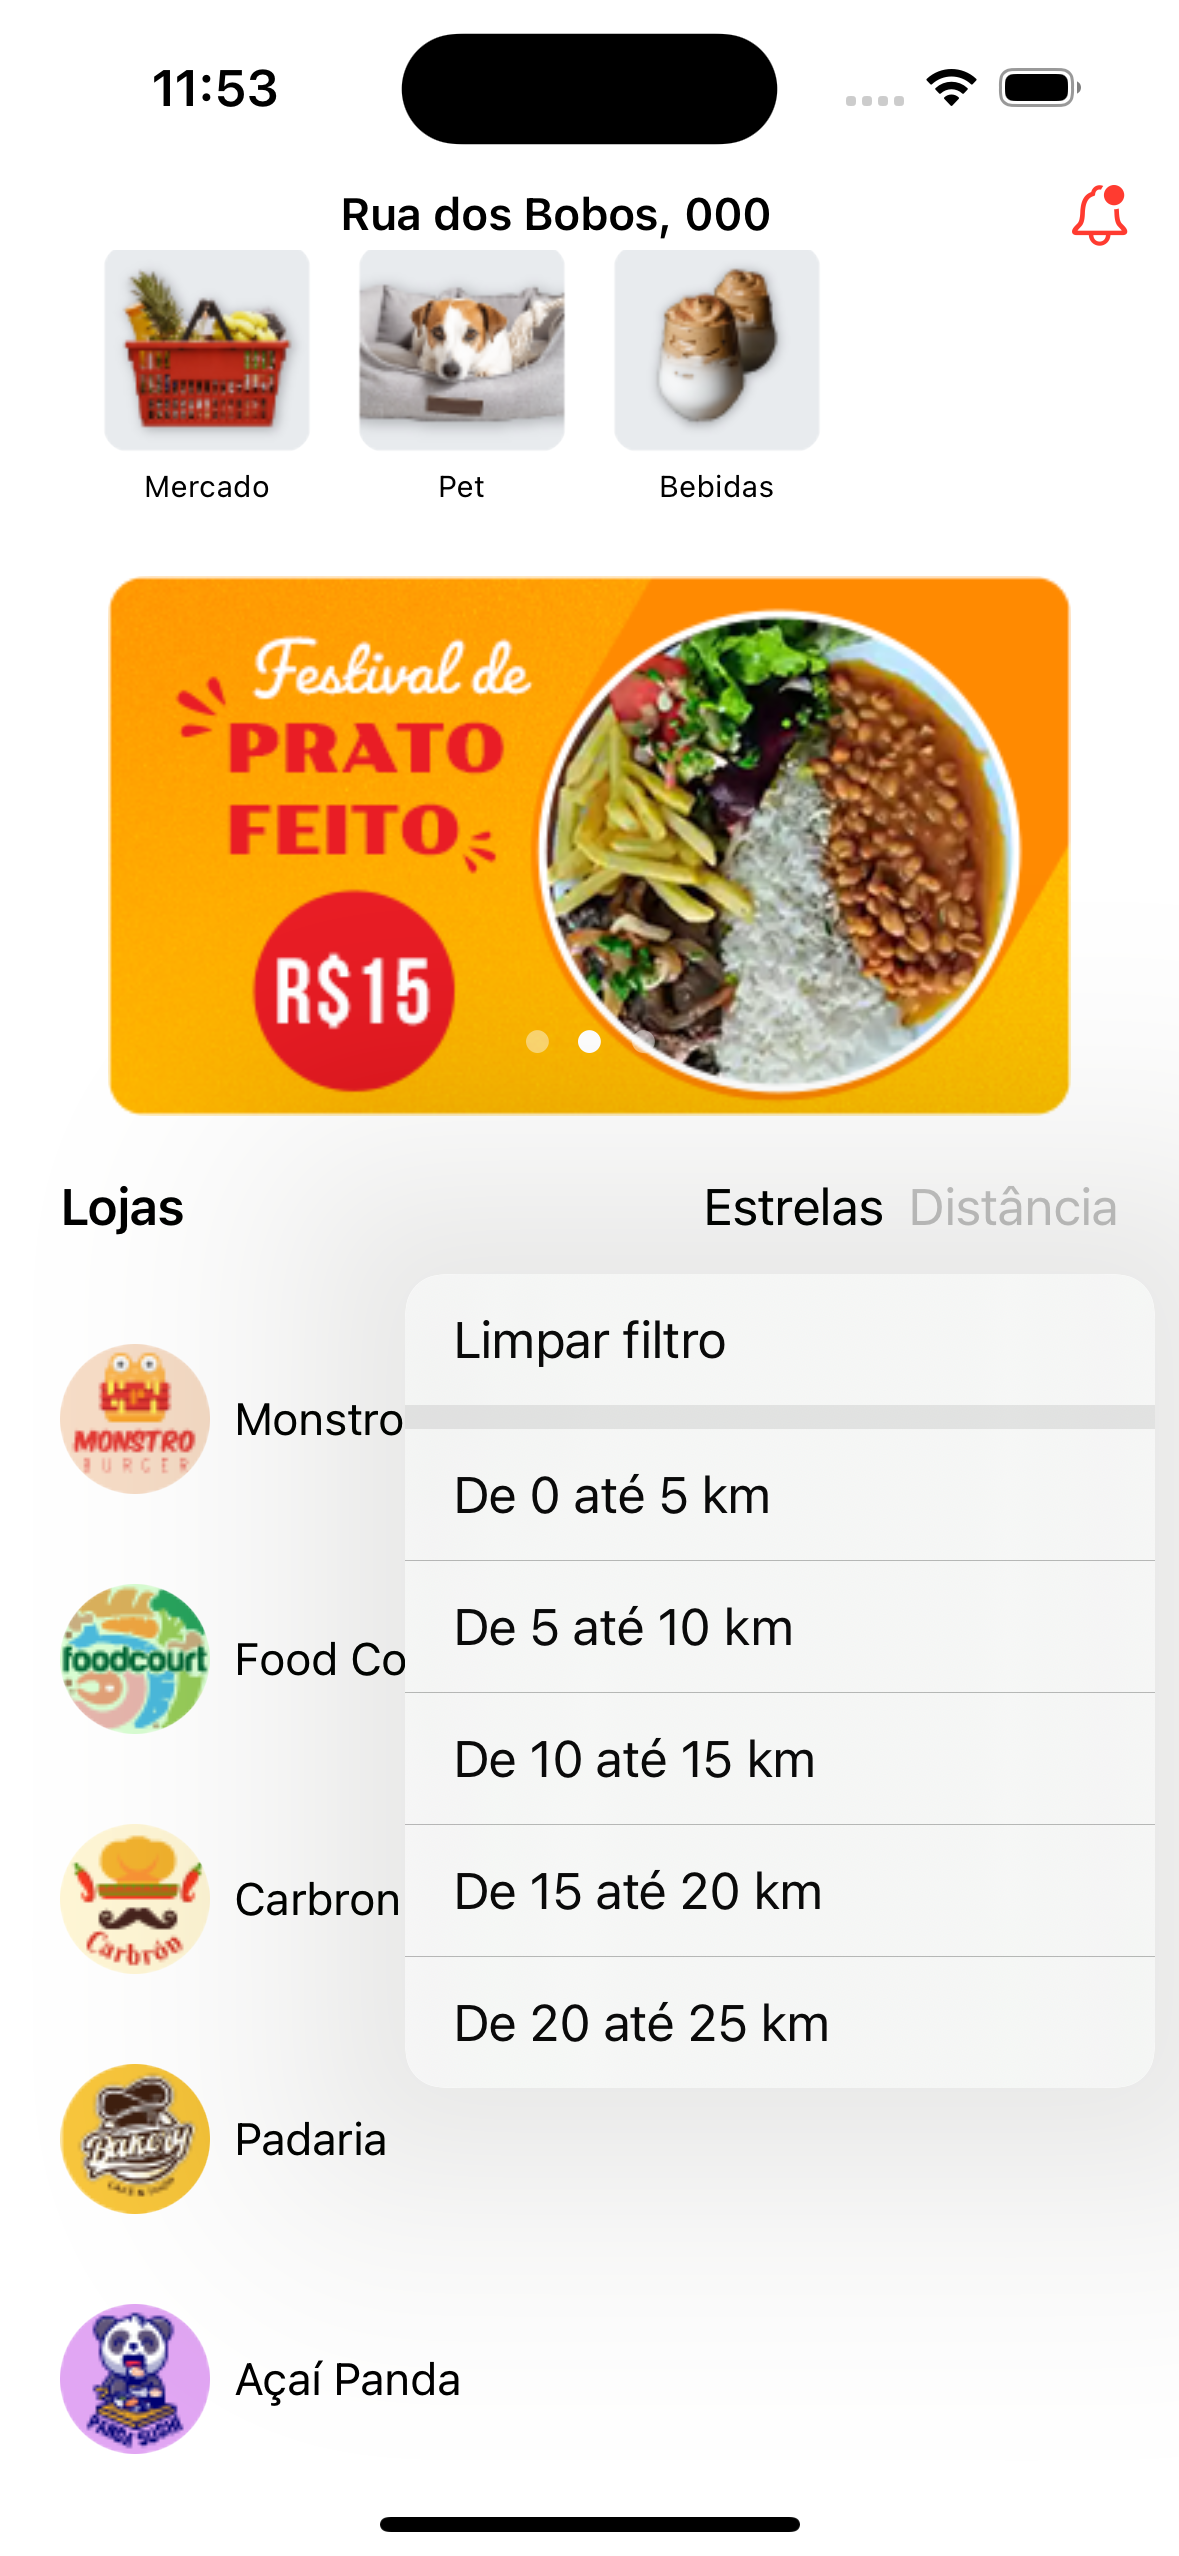 11:53
Rua dos Bobos, 000
Mercado
Pet
Bebidas
Festival de
PRATO
FEITO
R$15
Lojas
Estrelas
Distância
Limpar filtro
MONSTRO
BURGER
Monstro
De 0 até 5 km
foodcourt
Food Co
De 5 até 10 km
De 10 até 15 km
Carbrón
Carbron
De 15 até 20 km
De 20 até 25 km
Bakery
Padaria
PANDA SUSHI
Açaí Panda